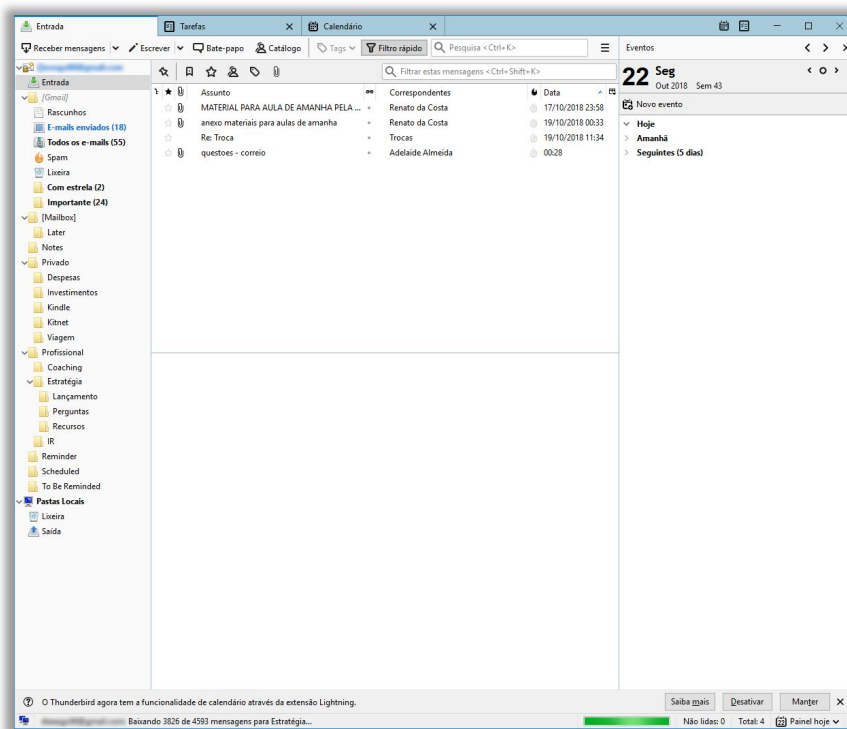 Entrada
Tarefas
Calendário
Receber mensagens
Escrever
Bate-papo
Catálogo
Tags
Filtro rápido
Pesquisa <Ctrl+K>
Eventos
Filtrar estas mensagens <Ctrl+Shift+K>
22 Seg
Out 2018 Sem 43
Novo evento
Hoje
Amanhã
Seguintes (5 dias)
Assunto Correspondentes Data
MATERIAL PARA AULA DE AMANHA PELA ... Renato da Costa 17/10/2018 23:58
anexo materiais para aulas de amanha Renato da Costa 19/10/2018 00:33
Re: Troca Trocas 19/10/2018 11:34
questoes - correio Adelaide Almeida 00:28
Entrada
[Gmail]
Rascunhos
E-mails enviados (18)
Todos os e-mails (55)
Spam
Lixeira
Com estrela (2)
Importante (24)
[Mailbox]
Later
Notes
Privado
Despesas
Investimentos
Kindle
Kitnet
Viagem
Profissional
Coaching
Estratégia
Lançamento
Perguntas
Recursos
IR
Reminder
Scheduled
To Be Reminded
Pastas Locais
Lixeira
Saída
O Thunderbird agora tem a funcionalidade de calendário através da extensão Lightning.
Saiba mais
Desativar
Manter
Baixando 3826 de 4593 mensagens para Estratégia...
Não lidas: 0 Total: 4
22 Painel hoje